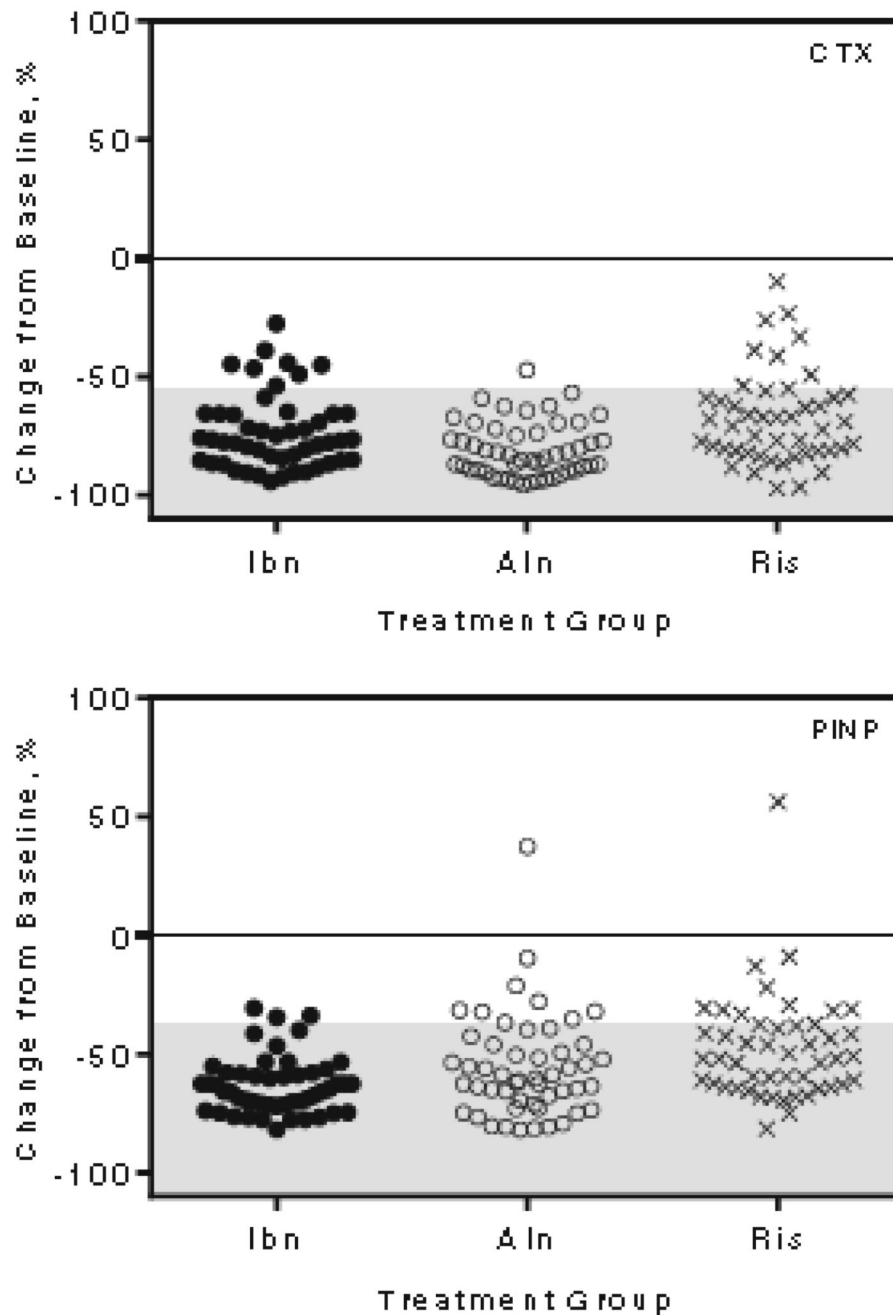 100
CTX
50
0
-50
-100
Change from Baseline, %
Ibn Aln Ris
Treatment Group
100
PINP
50
0
-50
-100
Change from Baseline, %
Ibn Aln Ris
Treatment Group